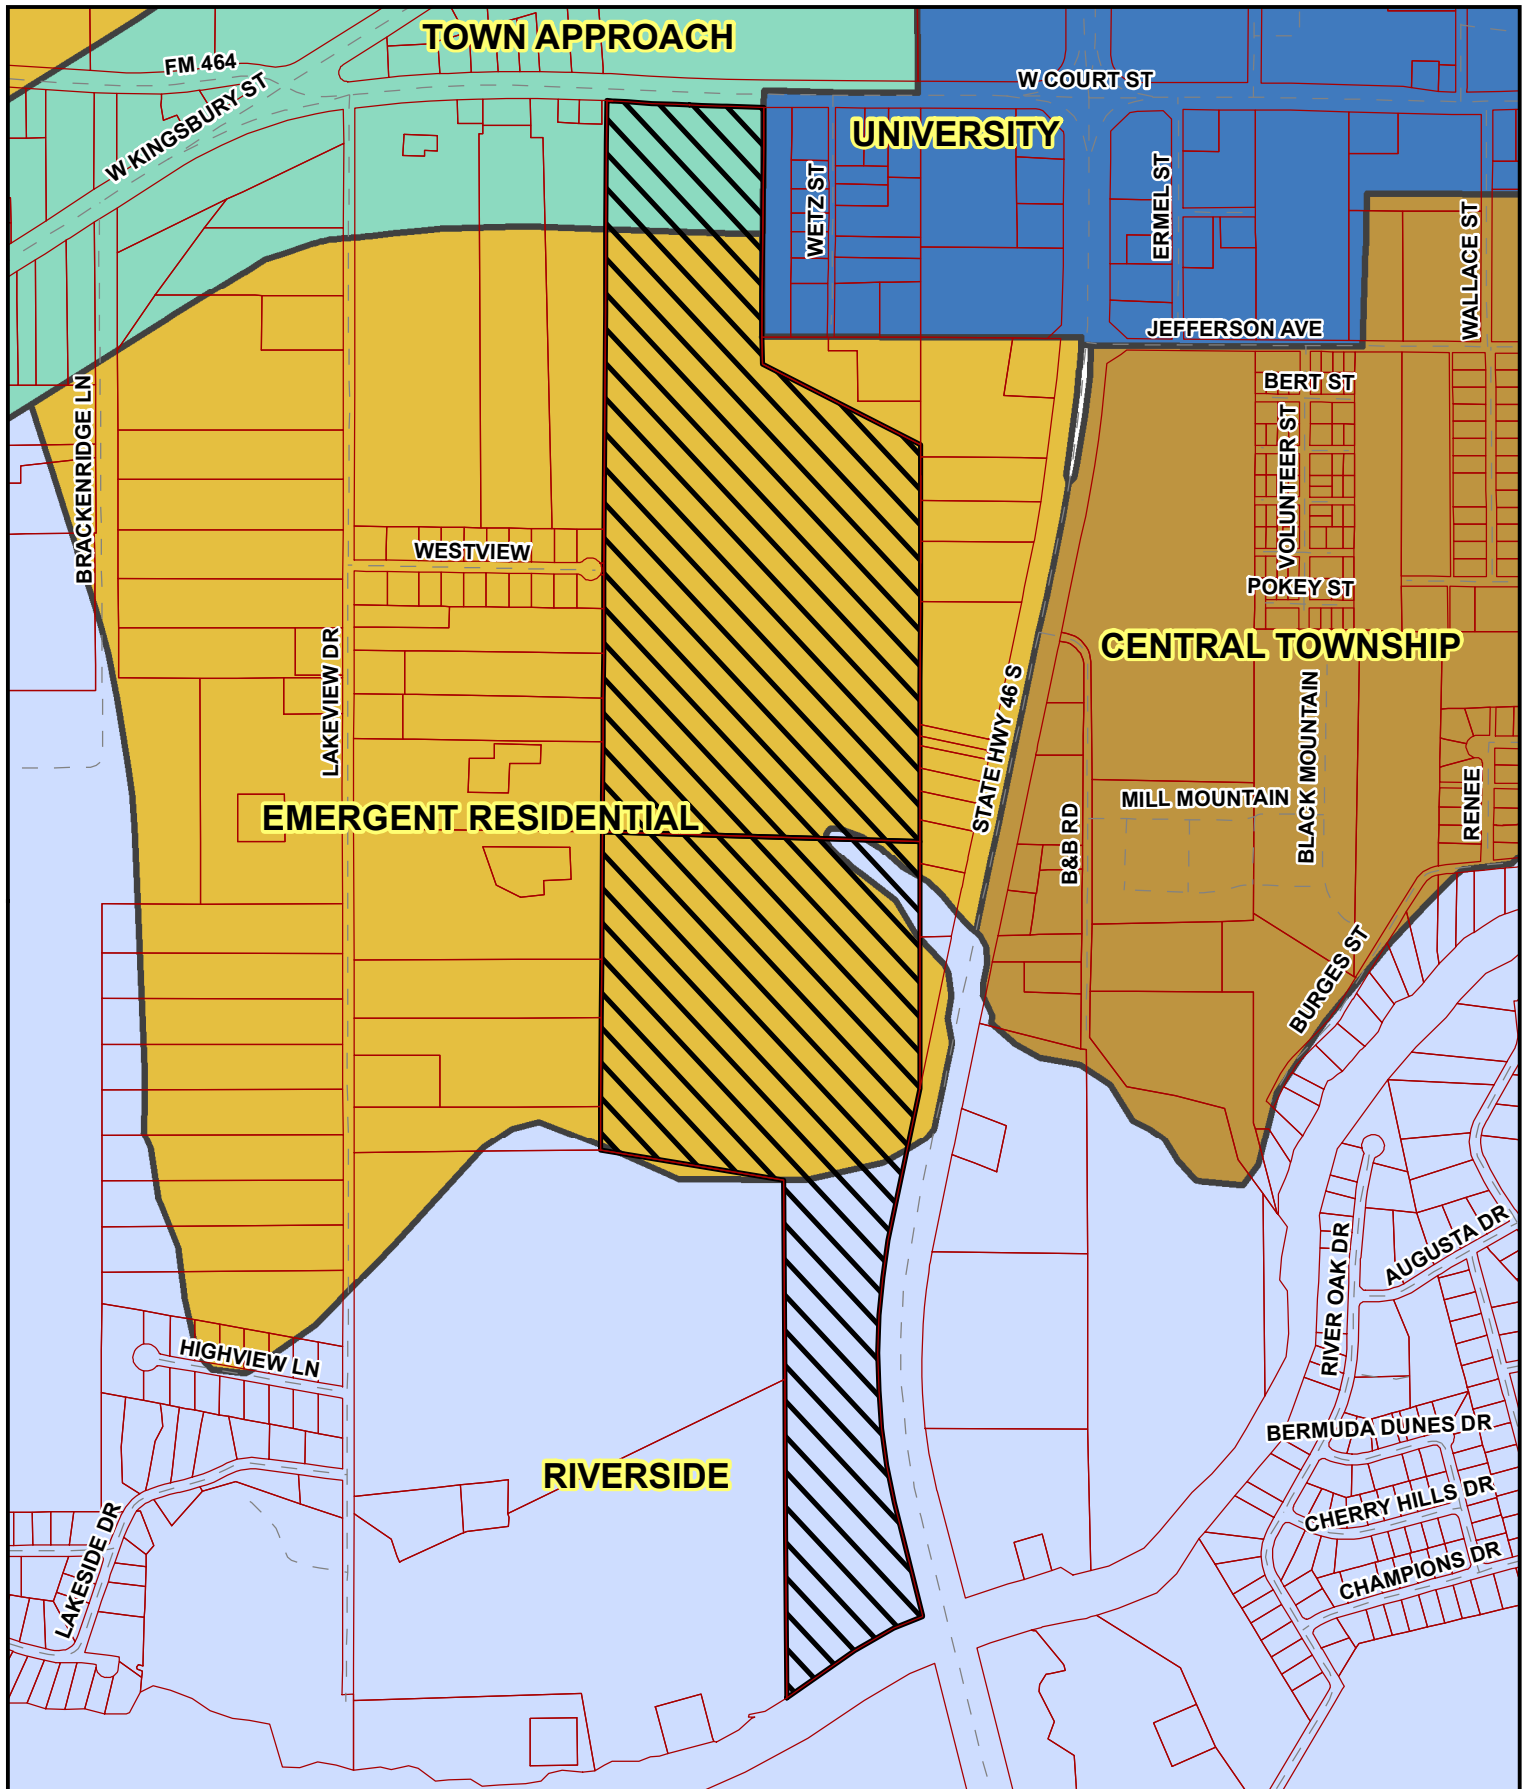 TOWN APPROACH
FM 464
W KINGSBURY ST
W COURT ST
UNIVERSITY
WETZ ST
ERMEL ST
WALLACE ST
JEFFERSON AVE
BERT ST
BRACKENRIDGE LN
VOLUNTEER ST
WESTVIEW
POKEY ST
CENTRAL TOWNSHIP
LAKEVIEW DR
STATE HWY 46 S
BLACK MOUNTAIN
MILL MOUNTAIN
RENEE
EMERGENT RESIDENTIAL
B&B RD
BURGES ST
AUGUSTA DR
RIVER OAK DR
HIGHVIEW LN
BERMUDA DUNES DR
RIVERSIDE
CHERRY HILLS DR
LAKESIDE DR
CHAMPIONS DR